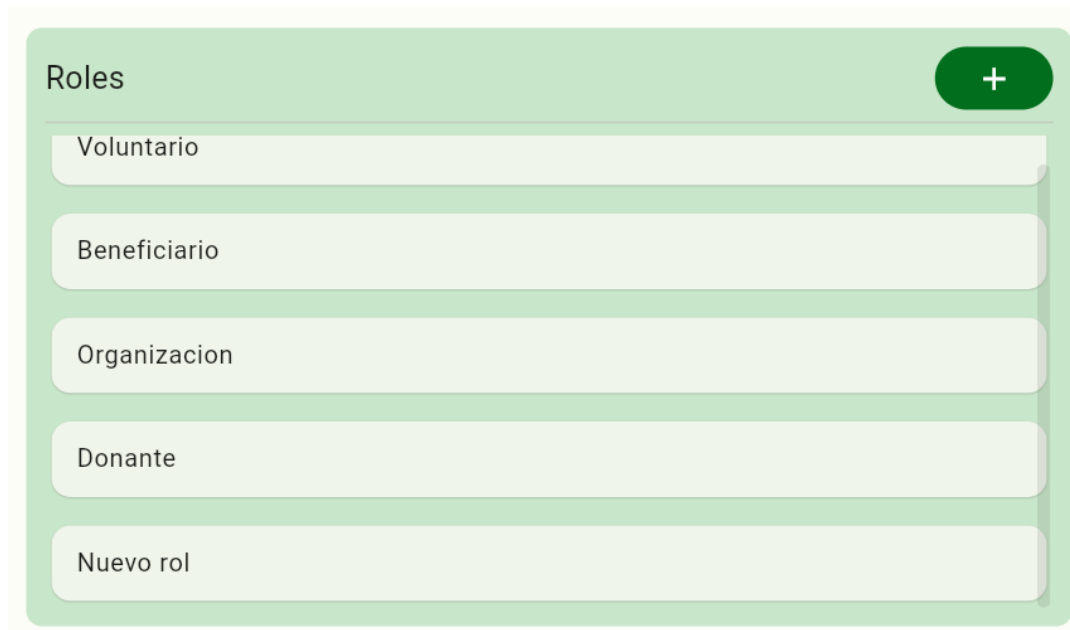 Roles
+
Voluntario
Beneficiario
Organizacion
Donante
Nuevo rol